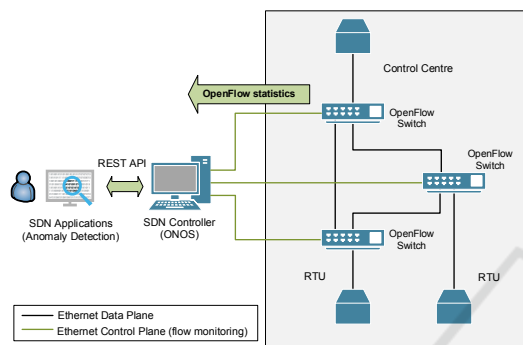 Control Centre
OpenFlow statistics
OpenFlow
Switch
REST API
OpenFlow
Switch
SDN Applications
(Anomaly Detection)
SDN Controller
(ONOS)
OpenFlow
Switch
RTU
RTU
Ethernet Data Plane
Ethernet Control Plane (flow monitoring)